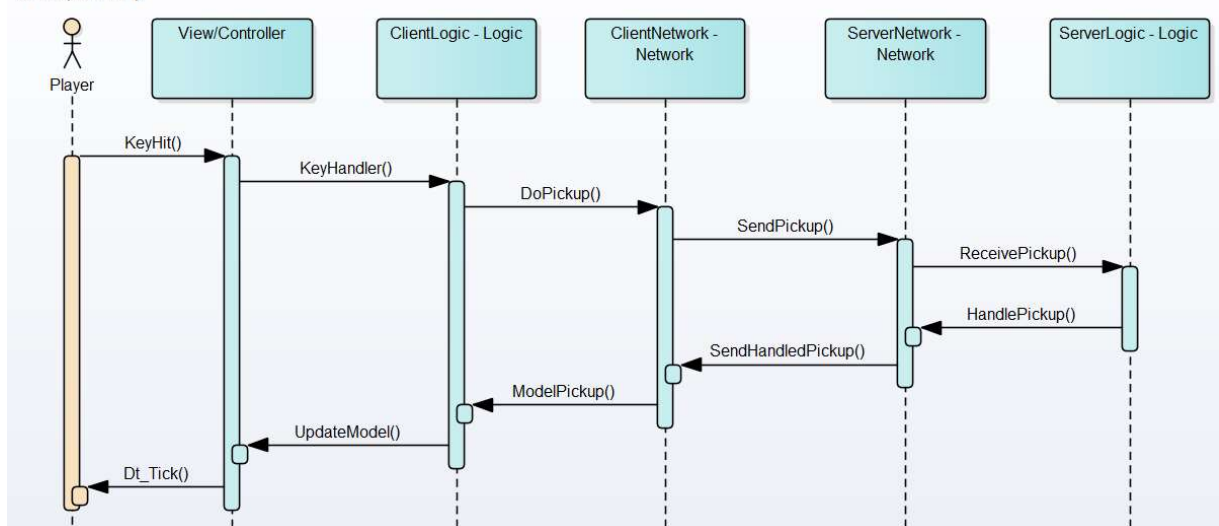 View/Controller
ClientLogic - Logic
ClientNetwork -
Network
ServerNetwork -
Network
ServerLogic - Logic
Player
KeyHit()
KeyHandler()
DoPickup()
SendPickup()
ReceivePickup()
HandlePickup()
SendHandledPickup()
ModelPickup()
UpdateModel()
Dt_Tick()